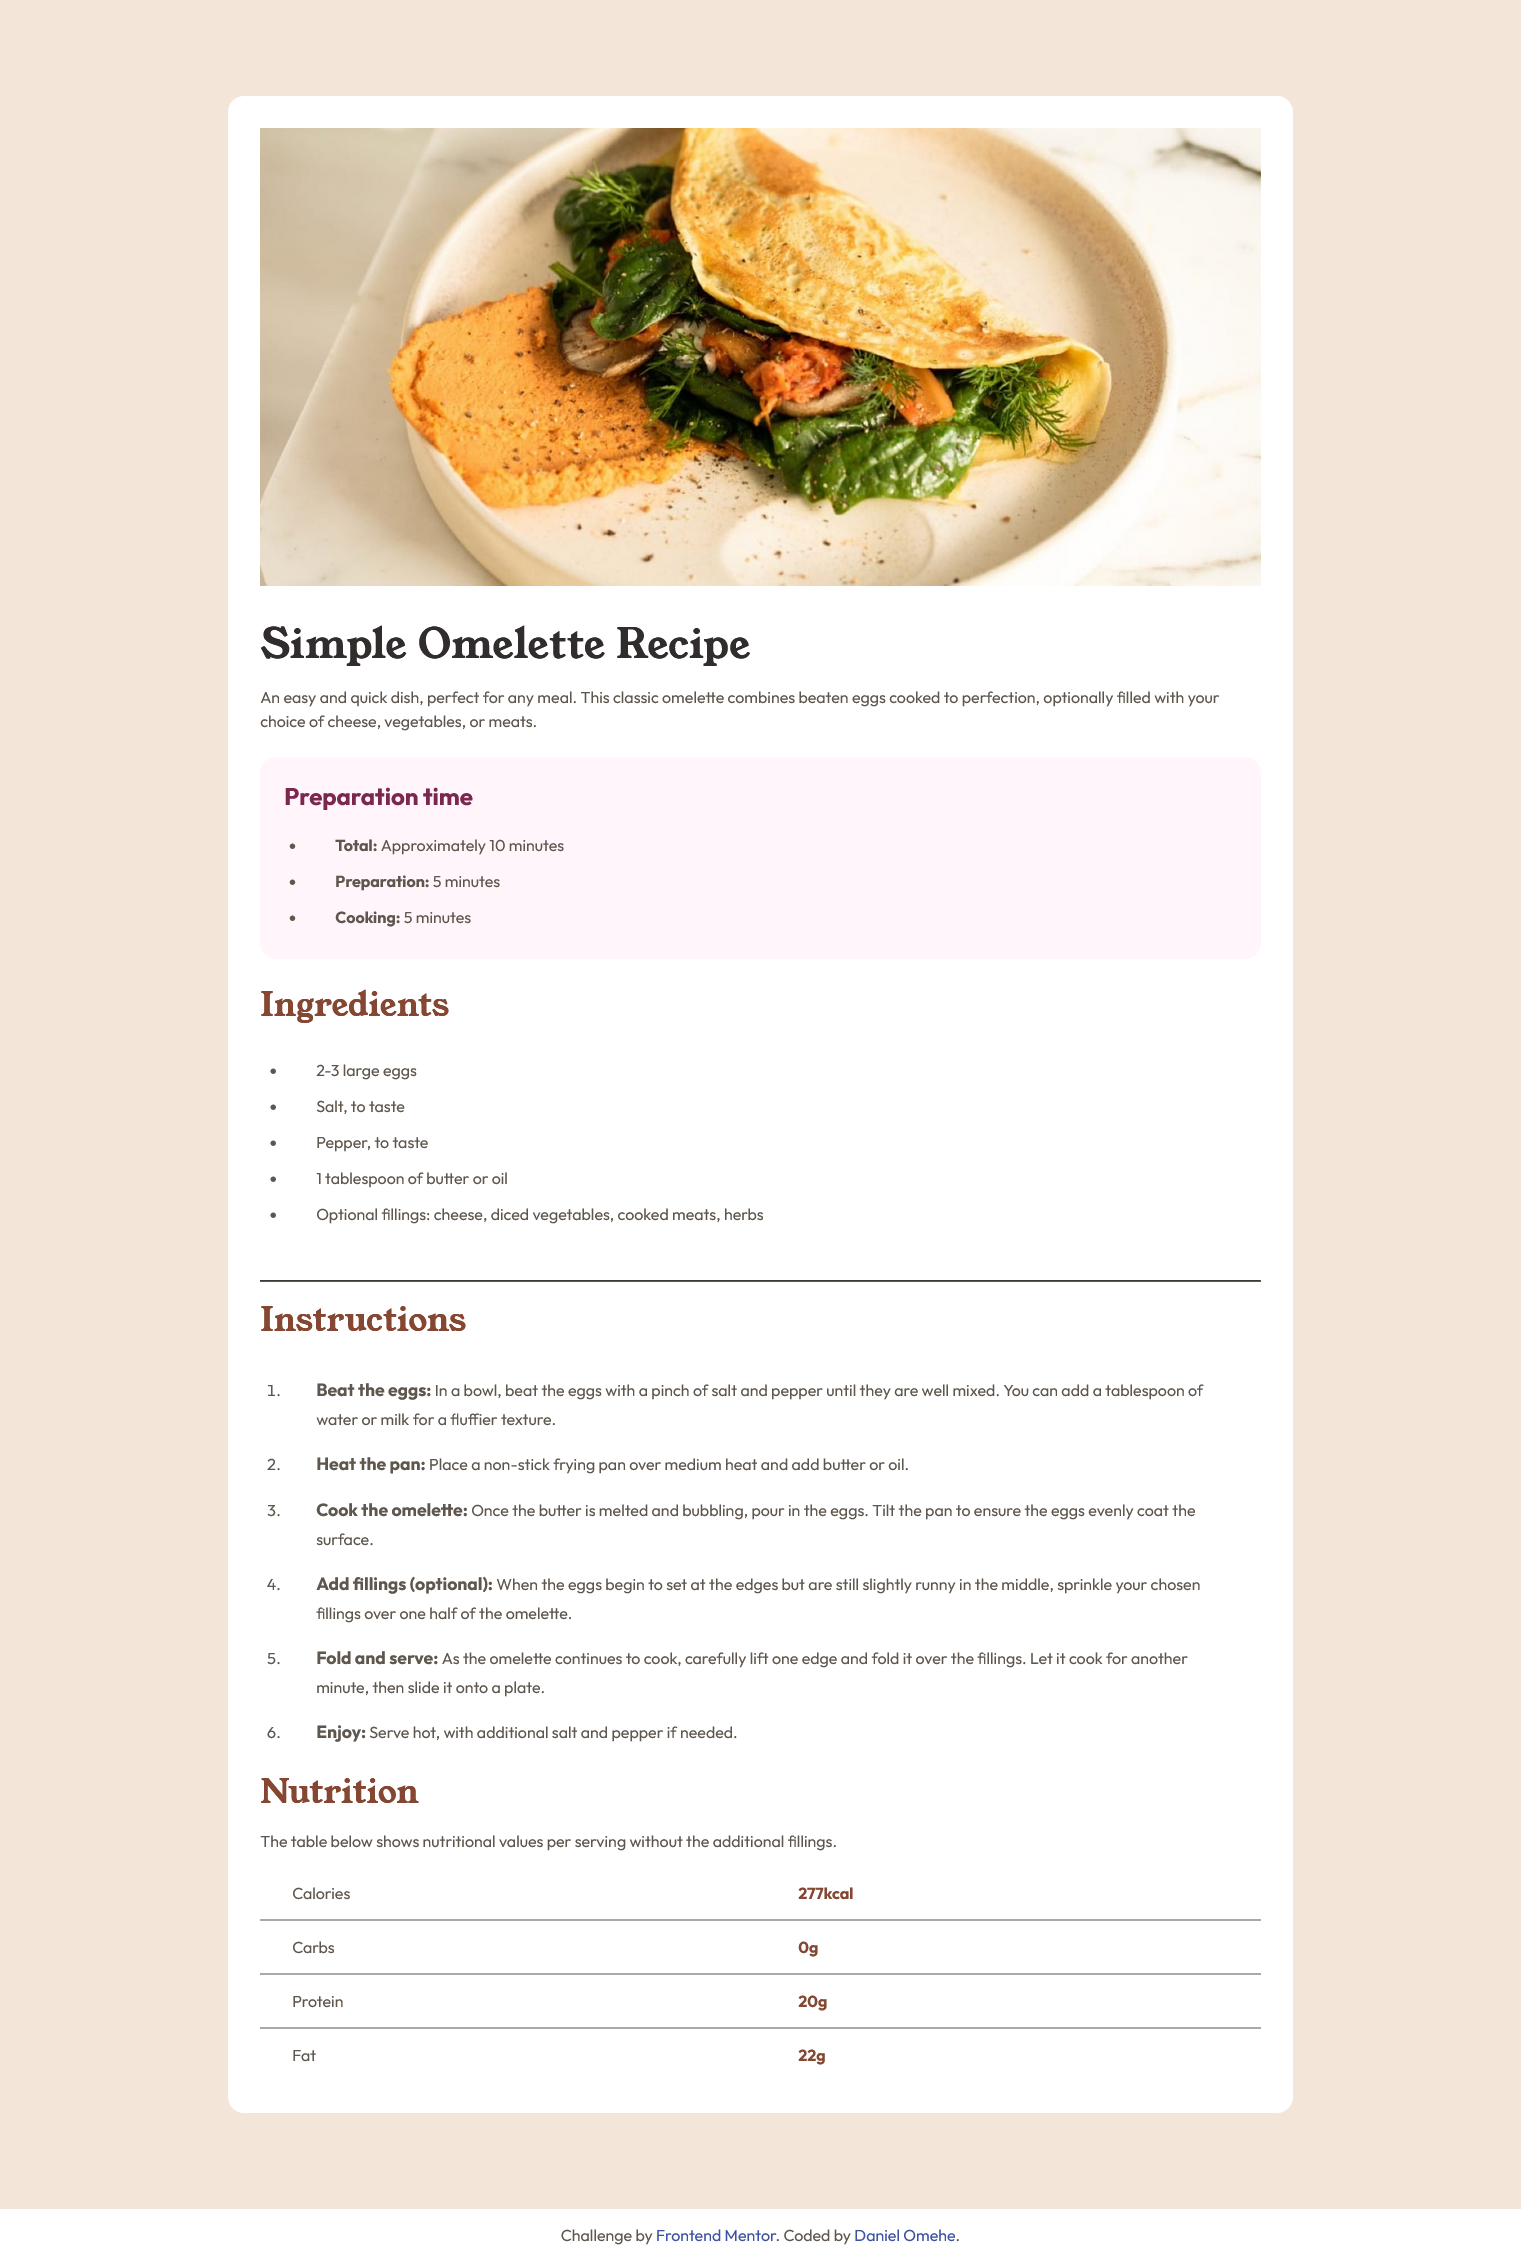 Simple Omelette Recipe
An easy and quick dish, perfect for any meal. This classic omelette combines beaten eggs cooked to perfection, optionally filled with your
choice of cheese, vegetables, or meats.
Preparation time
• Total: Approximately 10 minutes
• Preparation: 5 minutes
• Cooking: 5 minutes
Ingredients
• 2-3 large eggs
• Salt, to taste
• Pepper, to taste
• 1 tablespoon of butter or oil
• Optional fillings: cheese, diced vegetables, cooked meats, herbs
Instructions
1. Beat the eggs: In a bowl, beat the eggs with a pinch of salt and pepper until they are well mixed. You can add a tablespoon of
water or milk for a fluffier texture.
2. Heat the pan: Place a non-stick frying pan over medium heat and add butter or oil.
3. Cook the omelette: Once the butter is melted and bubbling, pour in the eggs. Tilt the pan to ensure the eggs evenly coat the
surface.
4. Add fillings (optional): When the eggs begin to set at the edges but are still slightly runny in the middle, sprinkle your chosen
fillings over one half of the omelette.
5. Fold and serve: As the omelette continues to cook, carefully lift one edge and fold it over the fillings. Let it cook for another
minute, then slide it onto a plate.
6. Enjoy: Serve hot, with additional salt and pepper if needed.
Nutrition
The table below shows nutritional values per serving without the additional fillings.
Calories 277kcal
Carbs 0g
Protein 20g
Fat 22g
Challenge by Frontend Mentor. Coded by Daniel Omehe.